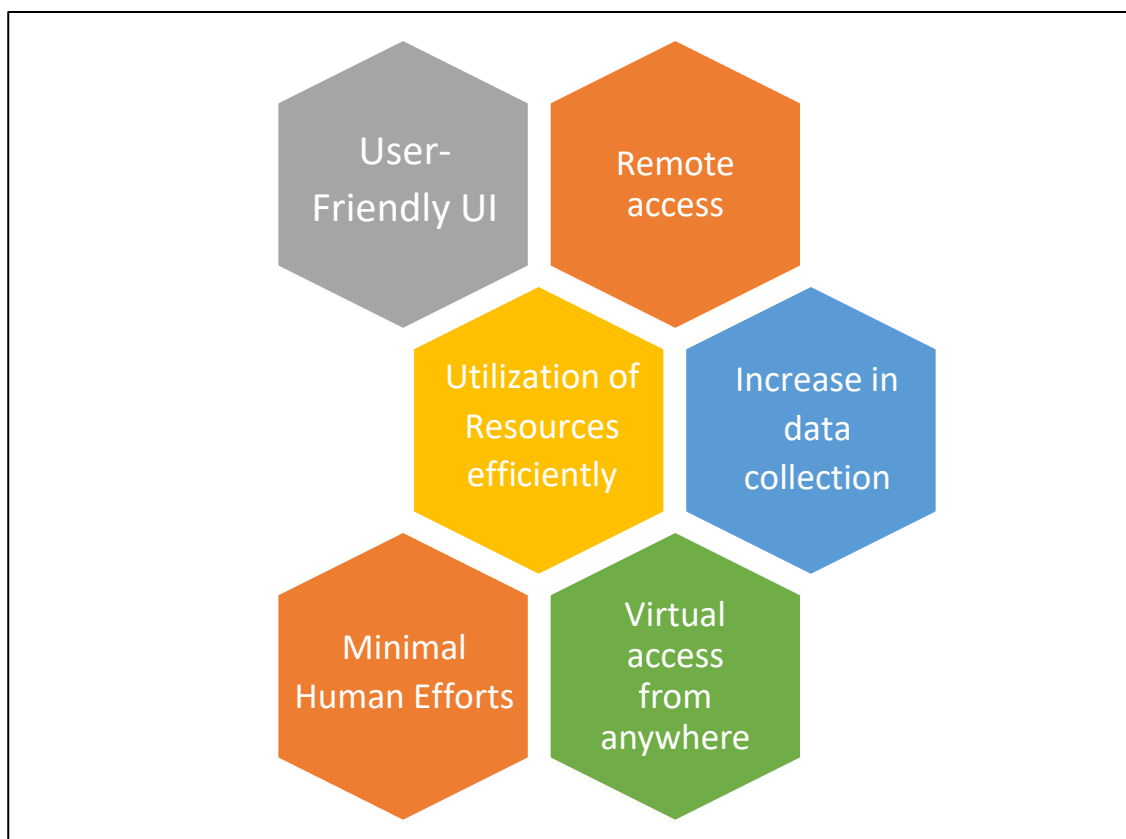 User-
Friendly UI
Remote
access
Utilization of
Resources
efficiently
Increase in
data
collection
Minimal
Human Efforts
Virtual
access
from
anywhere